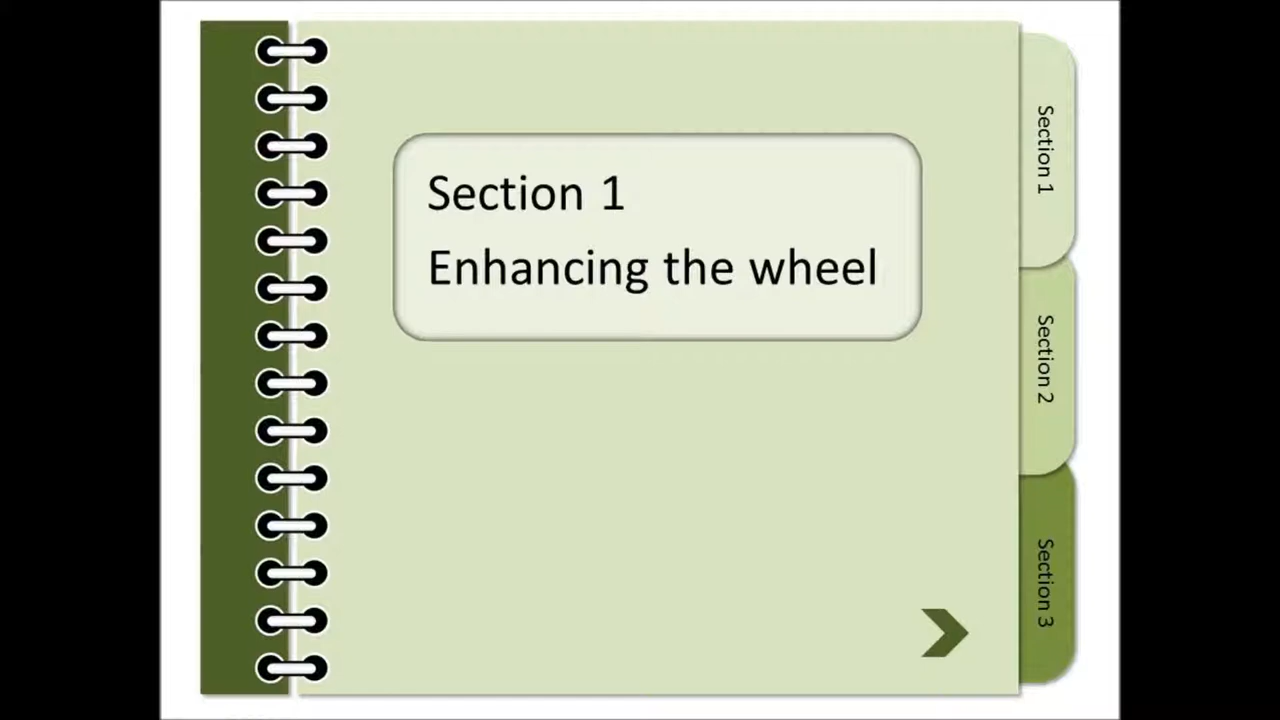 Section 1
Enhancing the wheel
Section 1
Section 2
Section 3